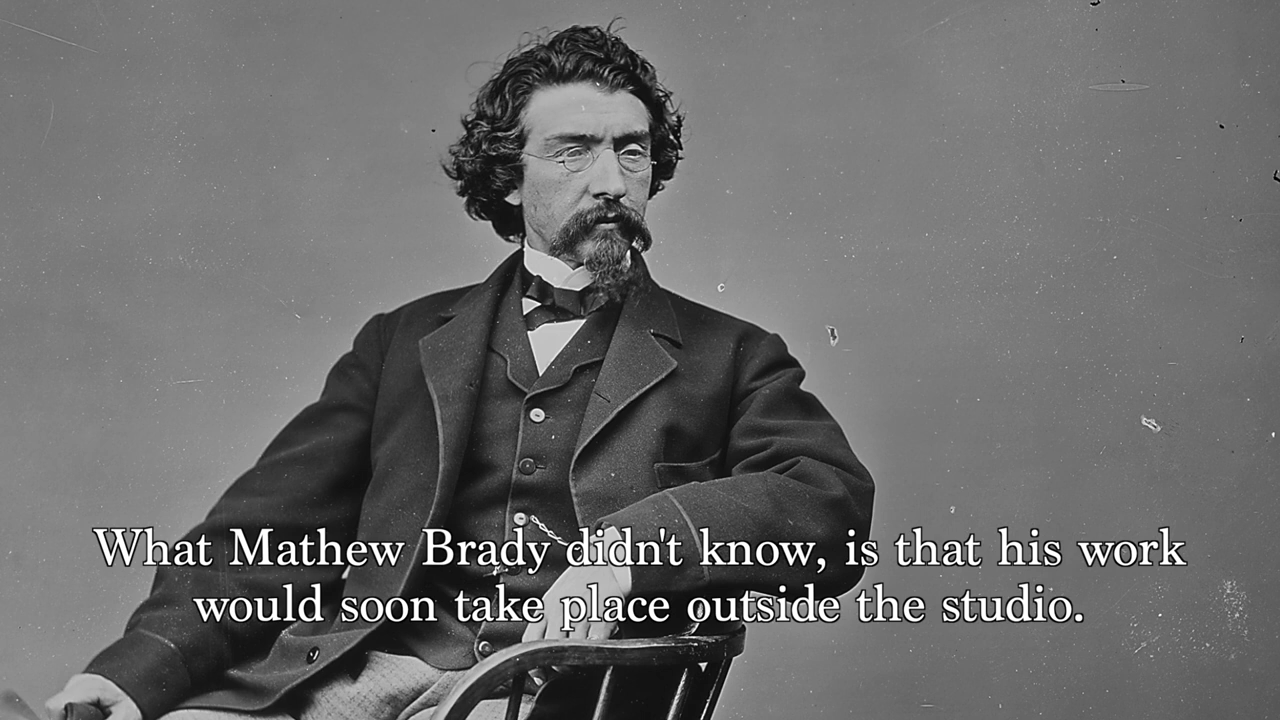 What Mathew Brady didn't know, is that his work
would soon take place outside the studio.